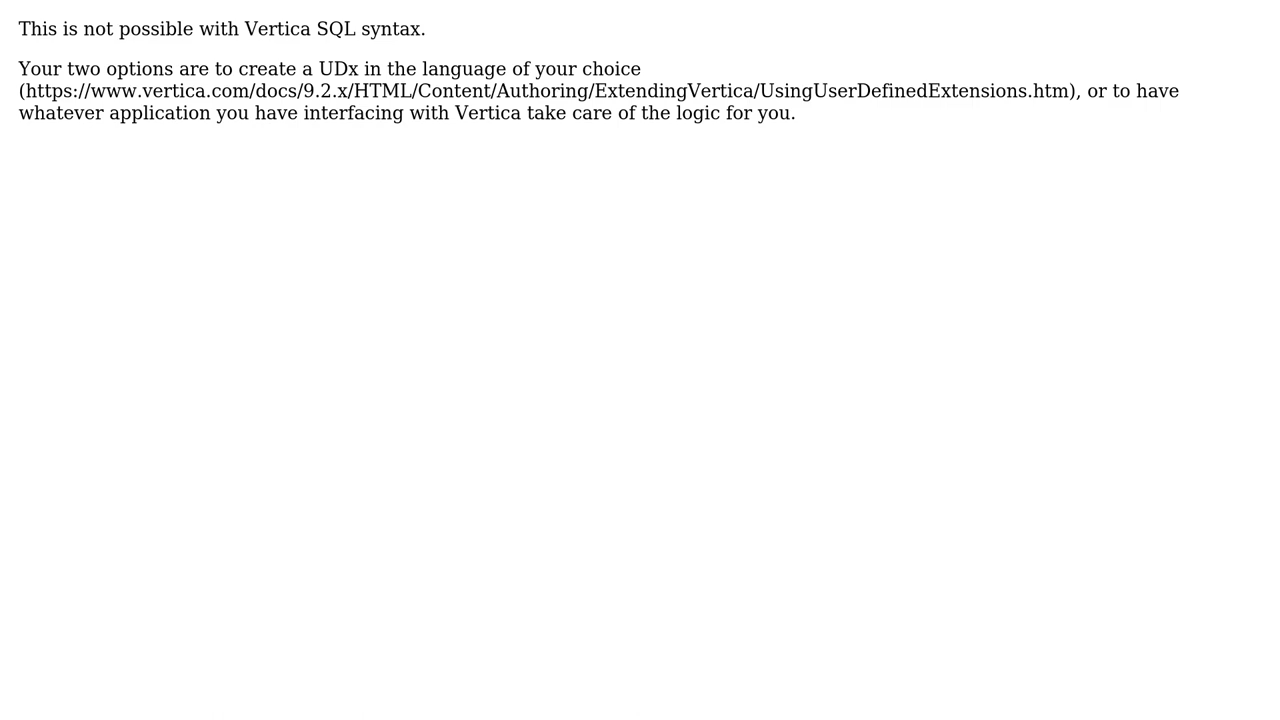 This is not possible with Vertica SQL syntax.
Your two options are to create a UDx in the language of your choice
(https://www.vertica.com/docs/9.2.x/HTML/Content/Authoring/ExtendingVertica/UsingUserDefinedExtensions.htm), or to have
whatever application you have interfacing with Vertica take care of the logic for you.